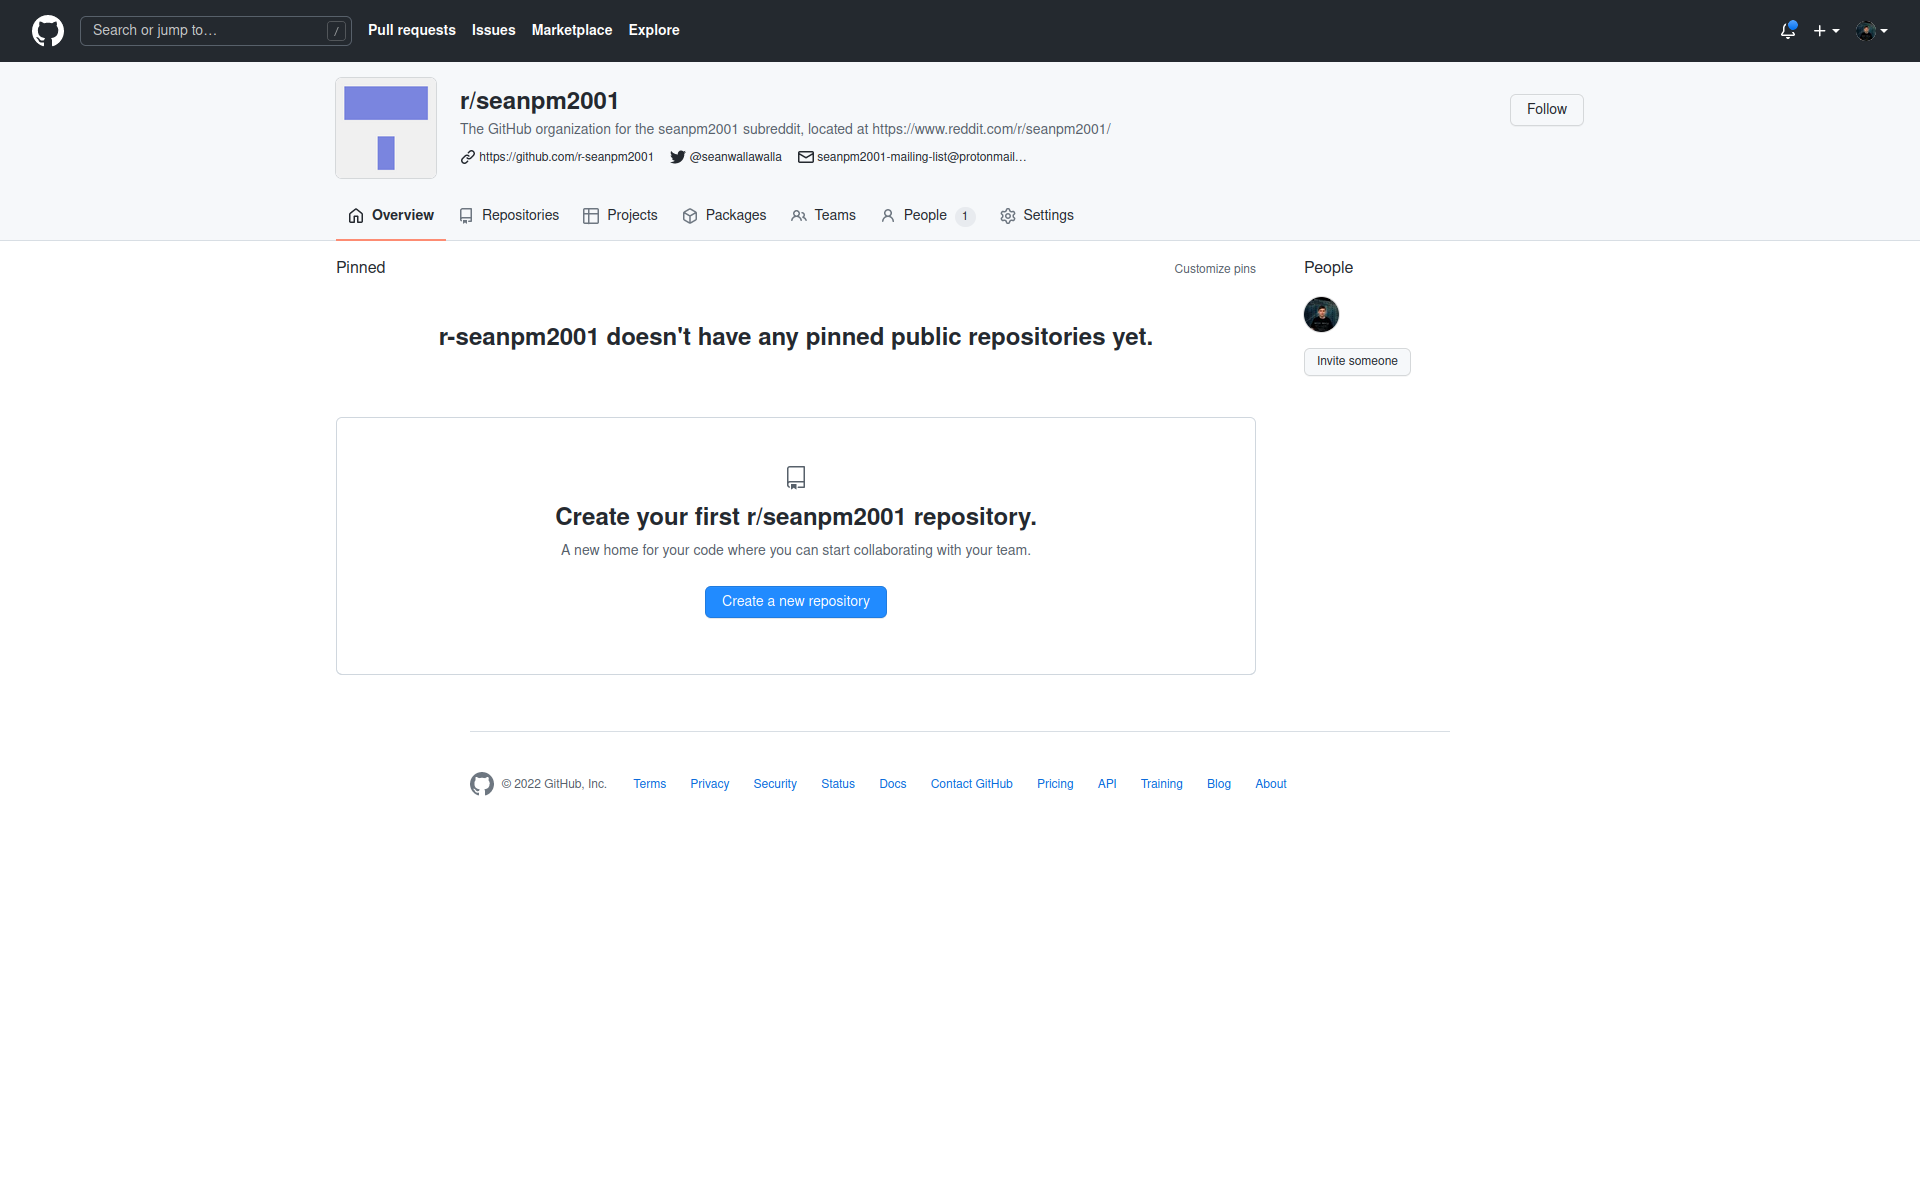 Search or jump to… /
Pull requests Issues Marketplace Explore
r/seanpm2001
Follow
The GitHub organization for the seanpm2001 subreddit, located at https://www.reddit.com/r/seanpm2001/
https://github.com/r-seanpm2001 @seanwallawalla seanpm2001-mailing-list@protonmail…
Overview Repositories Projects Packages Teams People 1 Settings
Pinned
Customize pins
People
r-seanpm2001 doesn't have any pinned public repositories yet.
Invite someone
Create your first r/seanpm2001 repository.
A new home for your code where you can start collaborating with your team.
Create a new repository
© 2022 GitHub, Inc. Terms Privacy Security Status Docs Contact GitHub Pricing API Training Blog About